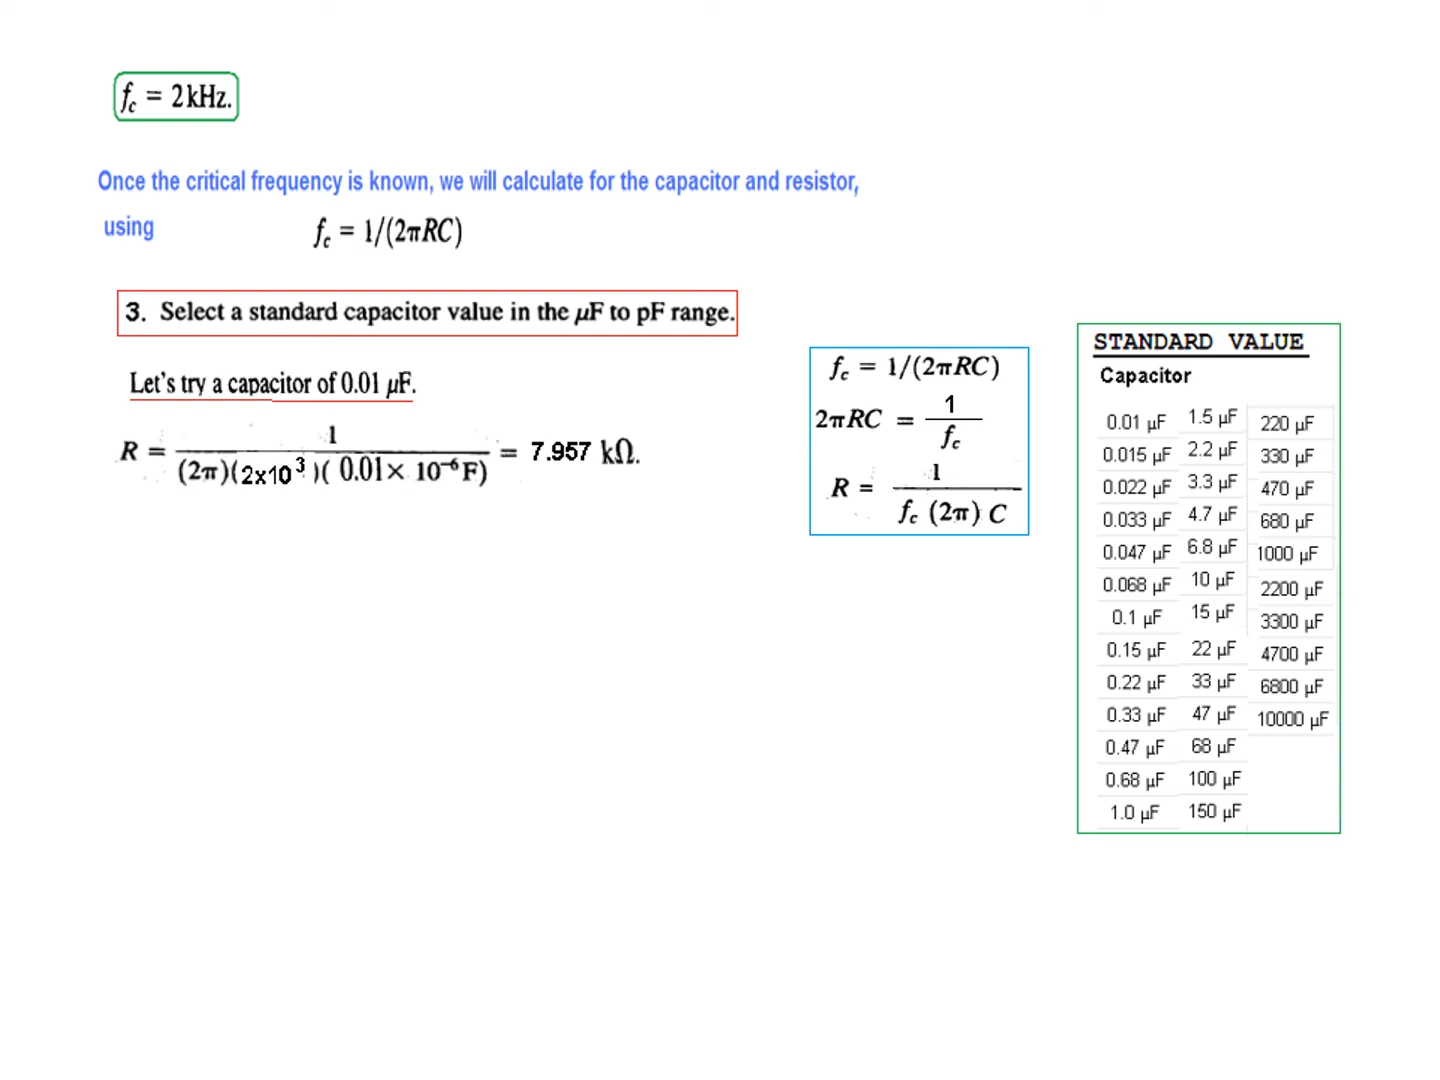 fc = 2 kHz.
Once the critical frequency is known, we will calculate for the capacitor and resistor,
using fc = 1/(2πRC)
3. Select a standard capacitor value in the µF to pF range.
Let's try a capacitor of 0.01 µF.
R = 1 / (2π)(2x10³)(0.01× 10⁻⁶F) = 7.957 kΩ.
fc = 1/(2πRC)
2πRC = 1 / fc
R = 1 / fc (2π) C
STANDARD VALUE
Capacitor
0.01 µF 1.5 µF 220 µF
0.015 µF 2.2 µF 330 µF
0.022 µF 3.3 µF 470 µF
0.033 µF 4.7 µF 680 µF
0.047 µF 6.8 µF 1000 µF
0.068 µF 10 µF 2200 µF
0.1 µF 15 µF 3300 µF
0.15 µF 22 µF 4700 µF
0.22 µF 33 µF 6800 µF
0.33 µF 47 µF 10000 µF
0.47 µF 68 µF
0.68 µF 100 µF
1.0 µF 150 µF